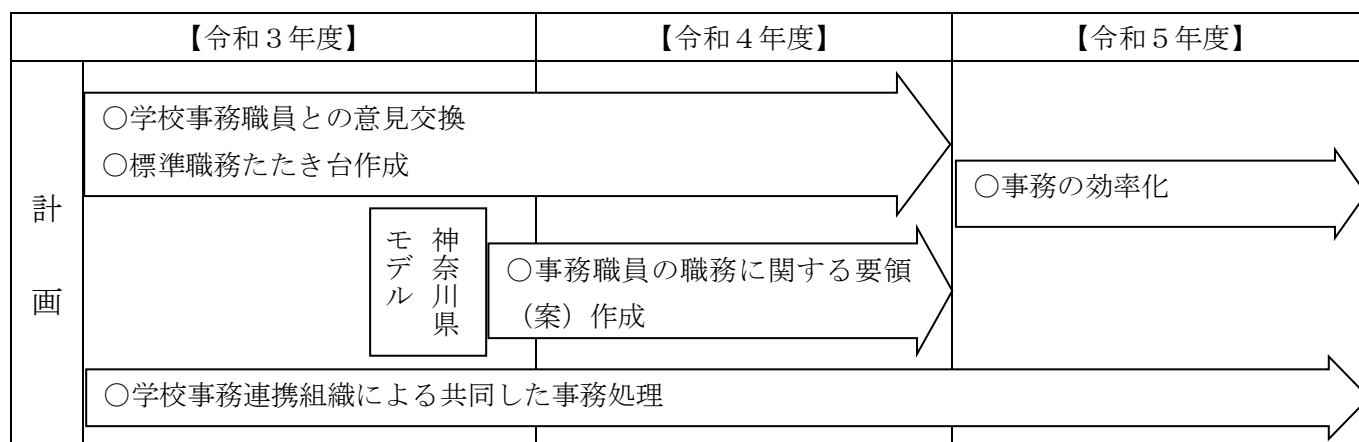 【令和３年度】
【令和４年度】
【令和５年度】
計画
○学校事務職員との意見交換
○標準職務たたき台作成
○事務の効率化
神奈川県
モデル
○事務職員の職務に関する要領
（案）作成
○学校事務連携組織による共同した事務処理